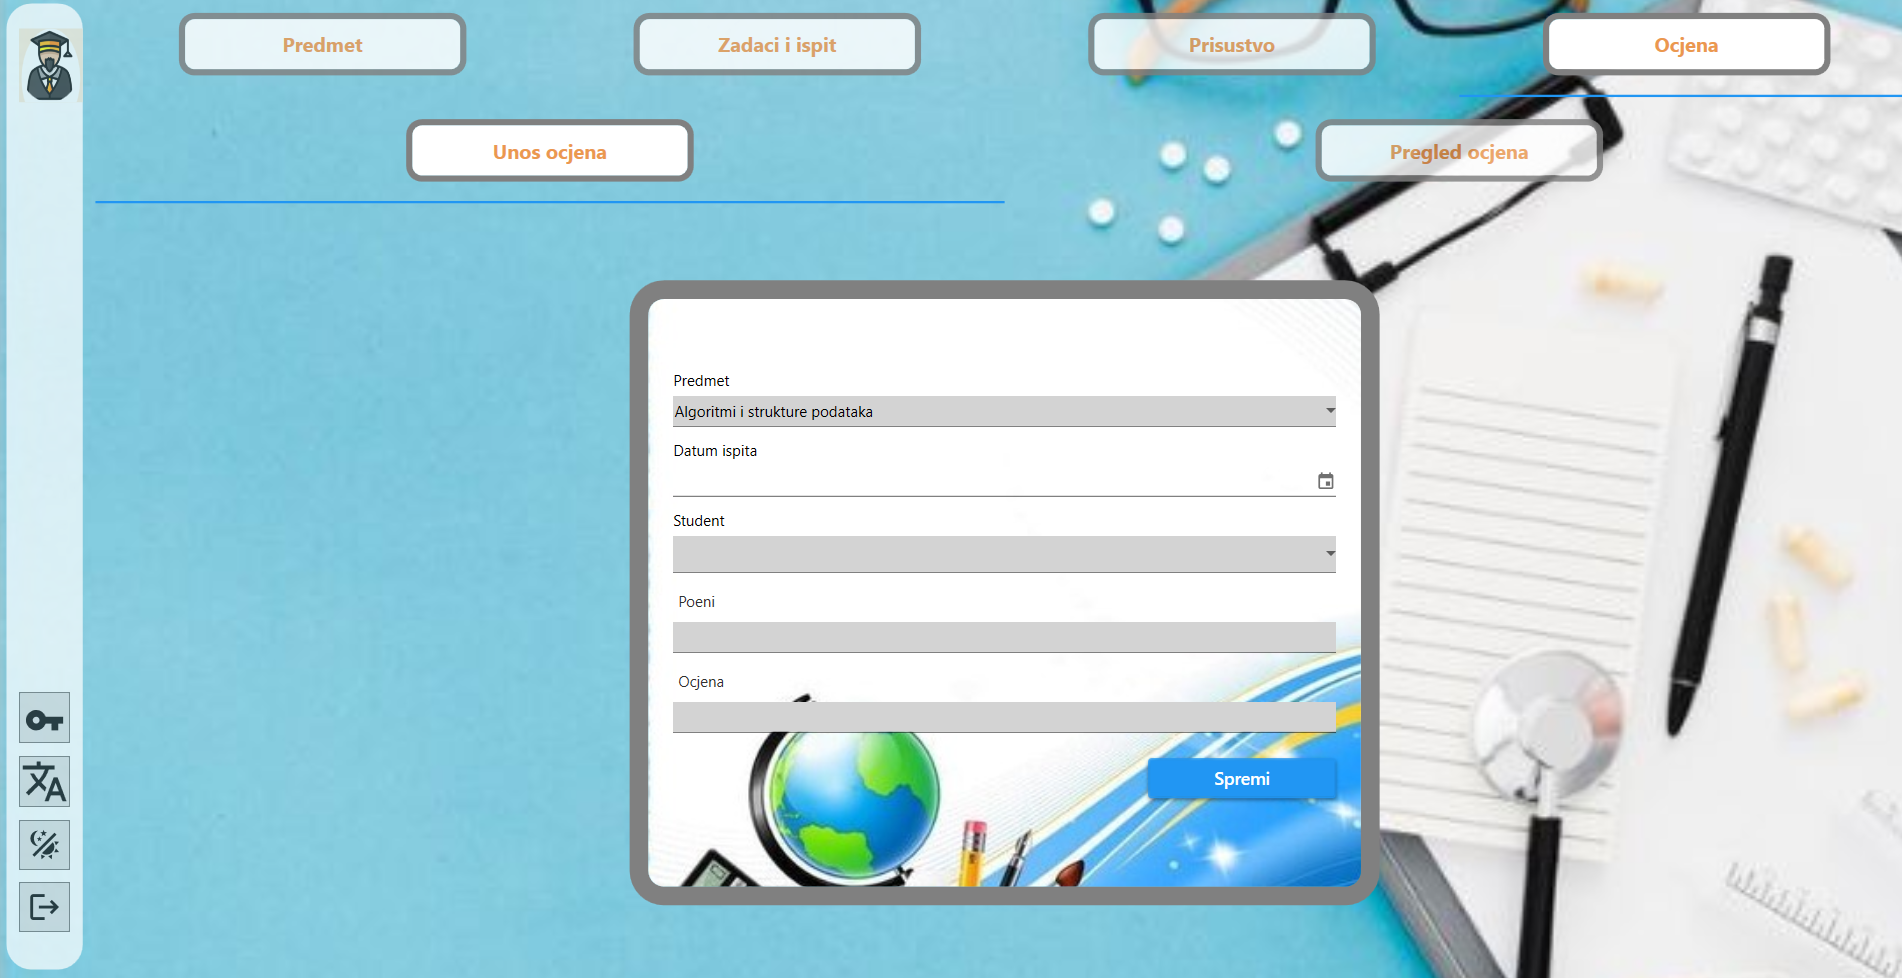 Predmet
Zadaci i ispit
Prisustvo
Ocjena
Unos ocjena
Pregled ocjena
Predmet
Algoritmi i strukture podataka
Datum ispita
Student
Poeni
Ocjena
Spremi